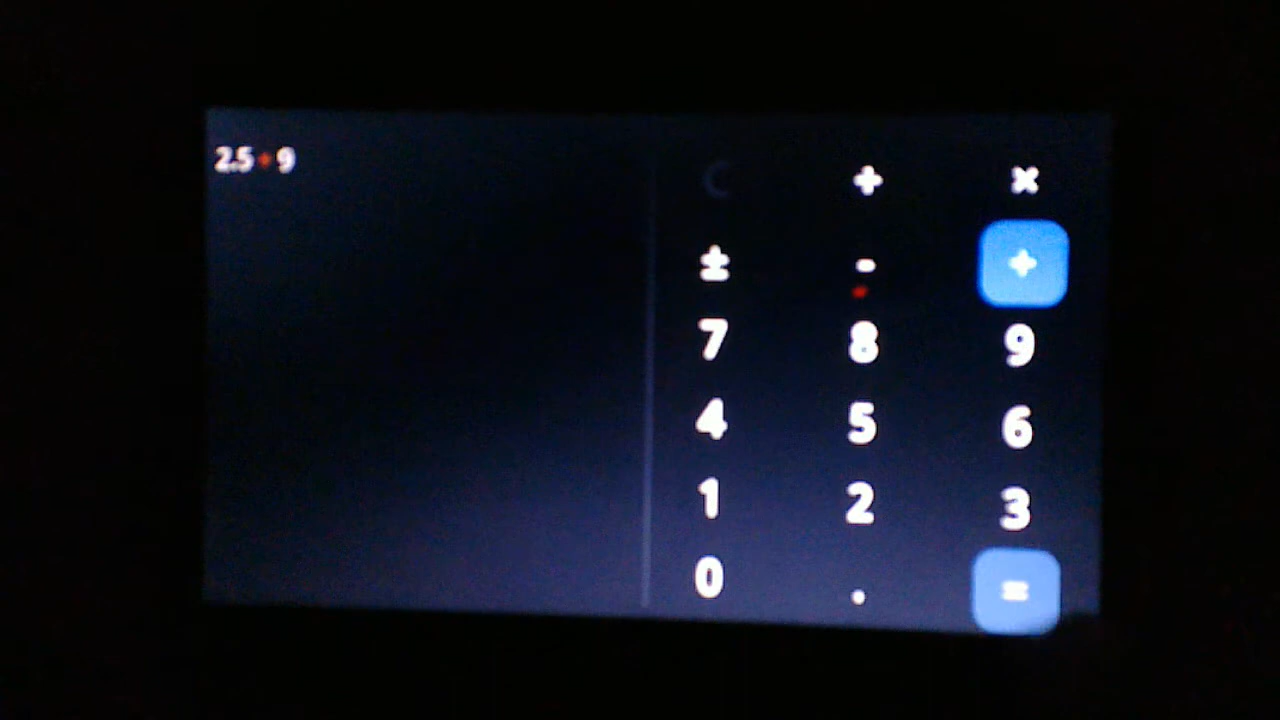 2.5 + 9
C ÷ ×
± - +
7 8 9
4 5 6
1 2 3
0 . =